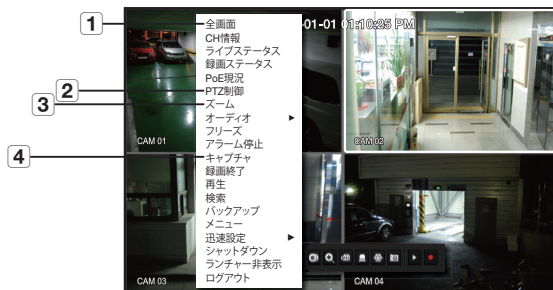 1
全画面
-01-01 01:10:25 PM
CH情報
ライブステータス
録画ステータス
PoE現況
2
PTZ制御
3
ズーム
オーディオ
フリーズ
CAM 01
CAM 02
アラーム停止
4
キャプチャ
録画終了
再生
検索
バックアップ
メニュー
迅速設定
シャットダウン
ランチャー非表示
CAM 03
CAM 04
ログアウト